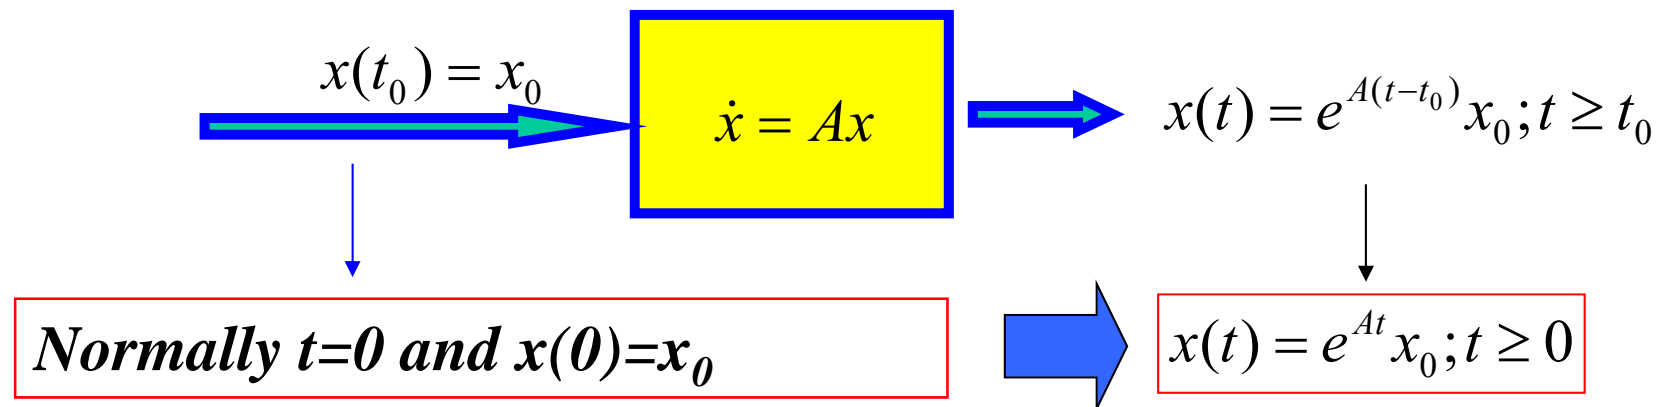 x(t₀) = x₀
ẋ = Ax
x(t) = e^{A(t−t₀)} x₀; t ≥ t₀
Normally t=0 and x(0)=x₀
x(t) = e^{At} x₀; t ≥ 0